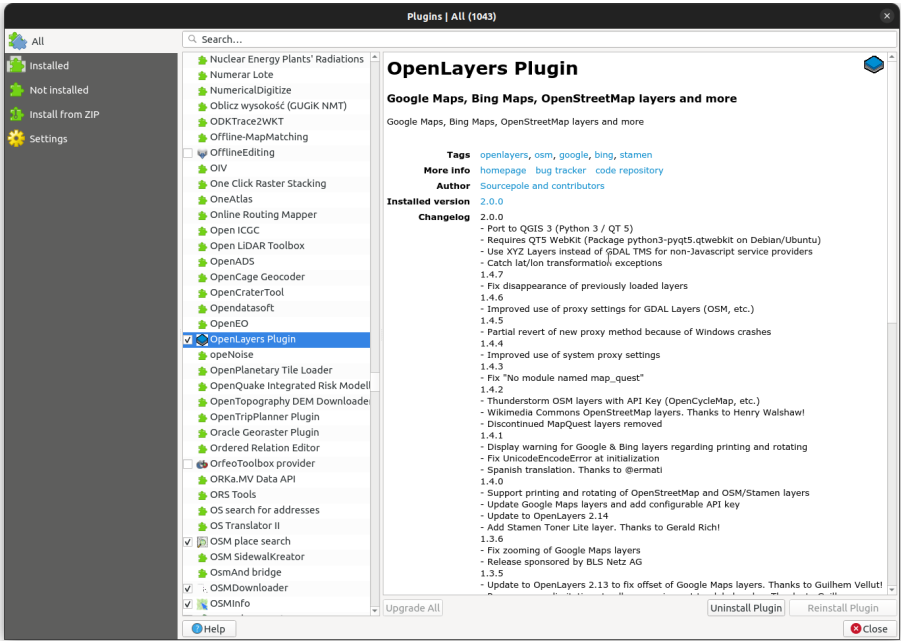 Plugins | All (1043)
All
Installed
Not installed
Install from ZIP
Settings
Search...
Nuclear Energy Plants' Radiations
Numerar Lote
NumericalDigitize
Oblicz wysokość (GUGiK NMT)
ODKTrace2WKT
Offline-MapMatching
OfflineEditing
OIV
One Click Raster Stacking
OneAtlas
Online Routing Mapper
Open ICGC
Open LiDAR Toolbox
OpenADS
OpenCage Geocoder
OpenCraterTool
Opendatasoft
OpenEO
OpenLayers Plugin
opeNoise
OpenPlanetary Tile Loader
OpenQuake Integrated Risk Modell
OpenTopography DEM Downloader
OpenTripPlanner Plugin
Oracle Georaster Plugin
Ordered Relation Editor
OrfeoToolbox provider
ORKa.MV Data API
ORS Tools
OS search for addresses
OS Translator II
OSM place search
OSM SidewalKreator
OsmAnd bridge
OSMDownloader
OSMInfo
OpenLayers Plugin
Google Maps, Bing Maps, OpenStreetMap layers and more
Google Maps, Bing Maps, OpenStreetMap layers and more
Tags openlayers, osm, google, bing, stamen
More info homepage bug tracker code repository
Author Sourcepole and contributors
Installed version 2.0.0
Changelog 2.0.0
- Port to QGIS 3 (Python 3 / QT 5)
- Requires QT5 WebKit (Package python3-pyqt5.qtwebkit on Debian/Ubuntu)
- Use XYZ Layers instead of GDAL TMS for non-Javascript service providers
- Catch lat/lon transformation exceptions
1.4.7
- Fix disappearance of previously loaded layers
1.4.6
- Improved use of proxy settings for GDAL Layers (OSM, etc.)
1.4.5
- Partial revert of new proxy method because of Windows crashes
1.4.4
- Improved use of system proxy settings
1.4.3
- Fix "No module named map_quest"
1.4.2
- Thunderstorm OSM layers with API Key (OpenCycleMap, etc.)
- Wikimedia Commons OpenStreetMap layers. Thanks to Henry Walshaw!
- Discontinued MapQuest layers removed
1.4.1
- Display warning for Google & Bing layers regarding printing and rotating
- Fix UnicodeEncodeError at initialization
- Spanish translation. Thanks to @ermati
1.4.0
- Support printing and rotating of OpenStreetMap and OSM/Stamen layers
- Update Google Maps layers and add configurable API key
- Update to OpenLayers 2.14
- Add Stamen Toner Lite layer. Thanks to Gerald Rich!
1.3.6
- Fix zooming of Google Maps layers
- Release sponsored by BLS Netz AG
1.3.5
- Update to OpenLayers 2.13 to fix offset of Google Maps layers. Thanks to Guilhem Vellut!
Upgrade All
Uninstall Plugin
Reinstall Plugin
Help
Close